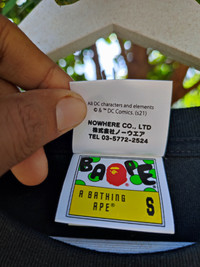 All DC characters and elements
© & ™ DC Comics. (s21)
NOWHERE CO., LTD
株式会社ノーウエア
TEL 03-5772-2524
BAPE
A BATHING
APE®
S